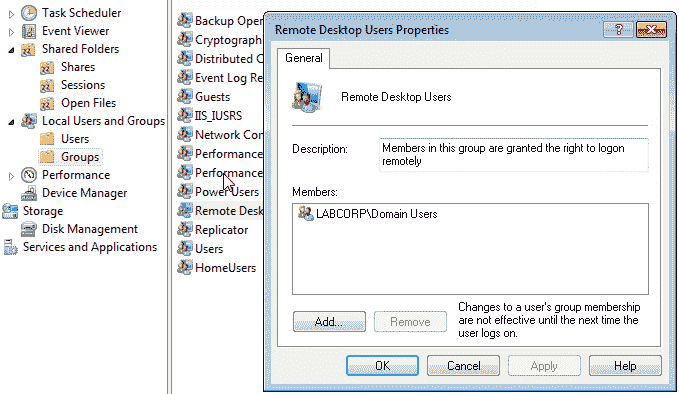 Task Scheduler
Event Viewer
Shared Folders
Shares
Sessions
Open Files
Local Users and Groups
Users
Groups
Performance
Device Manager
Storage
Disk Management
Services and Applications
Backup Oper
Cryptographi
Distributed C
Event Log Re
Guests
IIS_IUSRS
Network Con
Performance
Performance
Power Users
Remote Desk
Replicator
Users
HomeUsers
Remote Desktop Users Properties
General
Remote Desktop Users
Description:
Members in this group are granted the right to logon
remotely
Members:
LABCORP\Domain Users
Add...
Remove
Changes to a user's group membership
are not effective until the next time the
user logs on.
OK
Cancel
Apply
Help